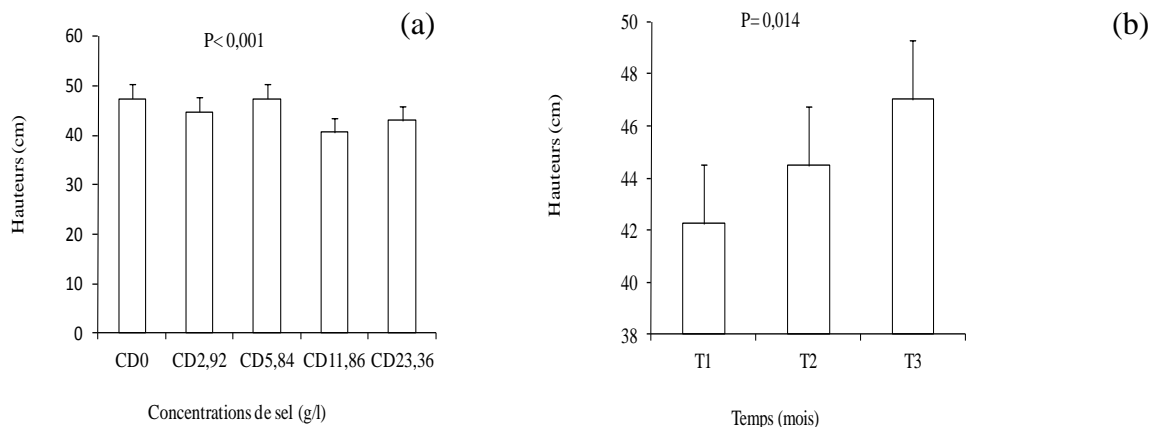 (a)
P< 0,001
Hauteurs (cm)
60
50
40
30
20
10
0
CD0 CD2,92 CD5,84 CD11,86 CD23,36
Concentrations de sel (g/l)
(b)
P= 0,014
Hauteurs (cm)
50
48
46
44
42
40
38
T1 T2 T3
Temps (mois)